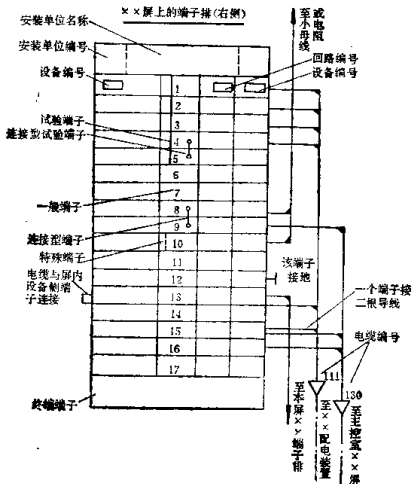 ××屏上的端子排(右侧)
安装单位名称
安装单位编号
设备编号
试验端子
连接型试验端子
一般端子
连接型端子
特殊端子
电缆与屏内
设备侧端
子连接
终端端子
1
2
3
4
5
6
7
8
9
10
11
12
13
14
15
16
17
至小母线
或电阻
回路编号
设备编号
该端子
接地
一个端子接
二根导线
电缆编号
111
130
至本屏××端子排
至××配电装置
至主控室××屏